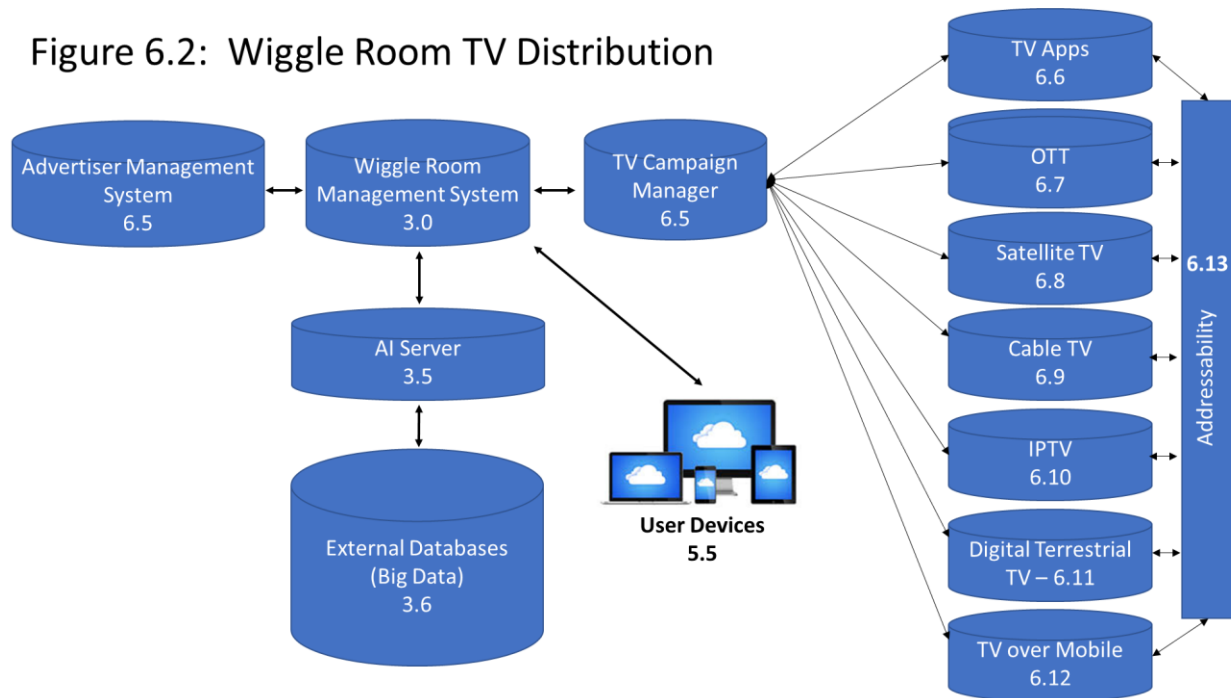 Figure 6.2: Wiggle Room TV Distribution
Advertiser Management
System
6.5
Wiggle Room
Management System
3.0
TV Campaign
Manager
6.5
AI Server
3.5
External Databases
(Big Data)
3.6
User Devices
5.5
TV Apps
6.6
OTT
6.7
Satellite TV
6.8
Cable TV
6.9
IPTV
6.10
Digital Terrestrial
TV – 6.11
TV over Mobile
6.12
6.13
Addressability